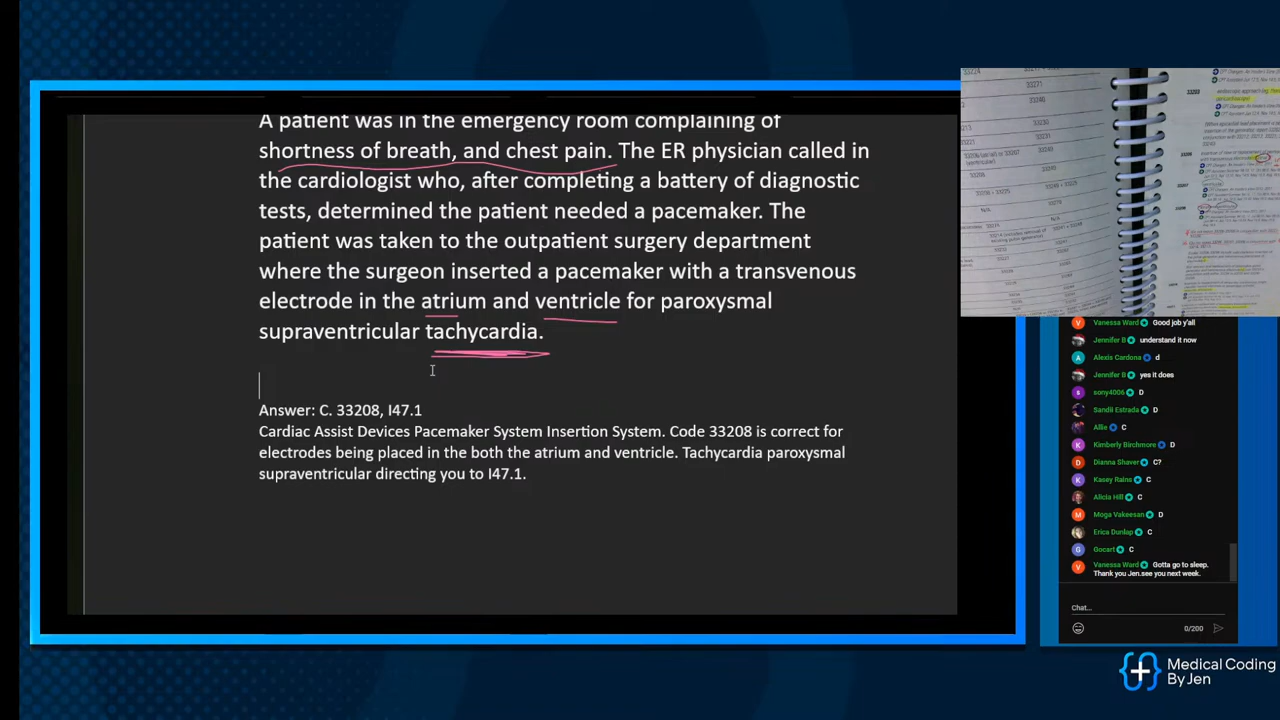 A patient was in the emergency room complaining of
shortness of breath, and chest pain. The ER physician called in
the cardiologist who, after completing a battery of diagnostic
tests, determined the patient needed a pacemaker. The
patient was taken to the outpatient surgery department
where the surgeon inserted a pacemaker with a transvenous
electrode in the atrium and ventricle for paroxysmal
supraventricular tachycardia.
Answer: C. 33208, I47.1
Cardiac Assist Devices Pacemaker System Insertion System. Code 33208 is correct for
electrodes being placed in the both the atrium and ventricle. Tachycardia paroxysmal
supraventricular directing you to I47.1.
33271
33240
33230
33231
33249
Vanessa Ward Good job y'all
Jennifer B understand it now
Alexis Cardona d
Jennifer B yes it does
sony4006 D
Sandii Estrada D
Allie C
Kimberly Birchmore D
Dianna Shaver C?
Kasey Rains C
Alicia Hill C
Moga Vakeesan D
Erica Dunlap C
Gocart C
Vanessa Ward Gotta go to sleep.
Thank you Jen.see you next week.
Chat...
0/200
Medical Coding
By Jen